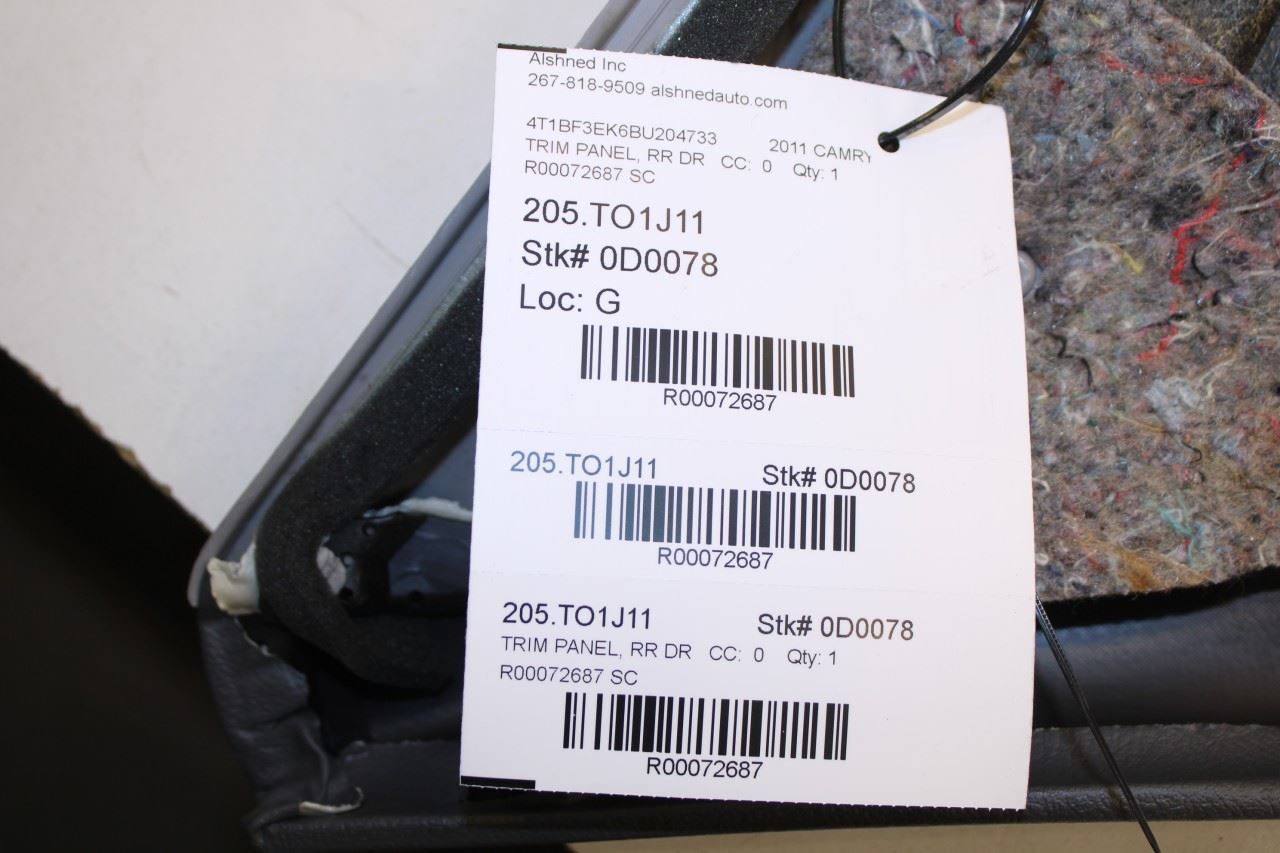 Alshned Inc
267-818-9509 alshnedauto.com
4T1BF3EK6BU204733 2011 CAMRY
TRIM PANEL, RR DR CC: 0 Qty: 1
R00072687 SC
205.TO1J11
Stk# 0D0078
Loc: G
R00072687
205.TO1J11 Stk# 0D0078
R00072687
205.TO1J11 Stk# 0D0078
TRIM PANEL, RR DR CC: 0 Qty: 1
R00072687 SC
R00072687